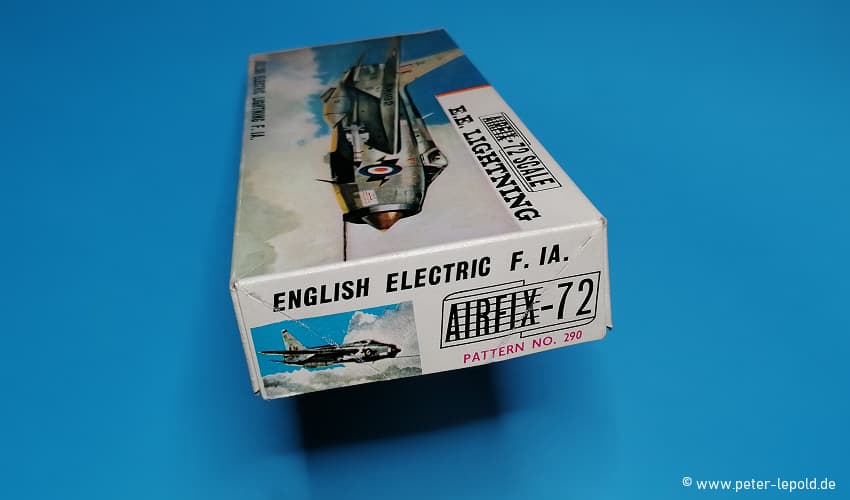 ENGLISH ELECTRIC LIGHTNING F. IA.
AIRFIX-72 SCALE
E.E. LIGHTNING
ENGLISH ELECTRIC F. IA.
AIRFIX-72
PATTERN NO. 290
© www.peter-lepold.de